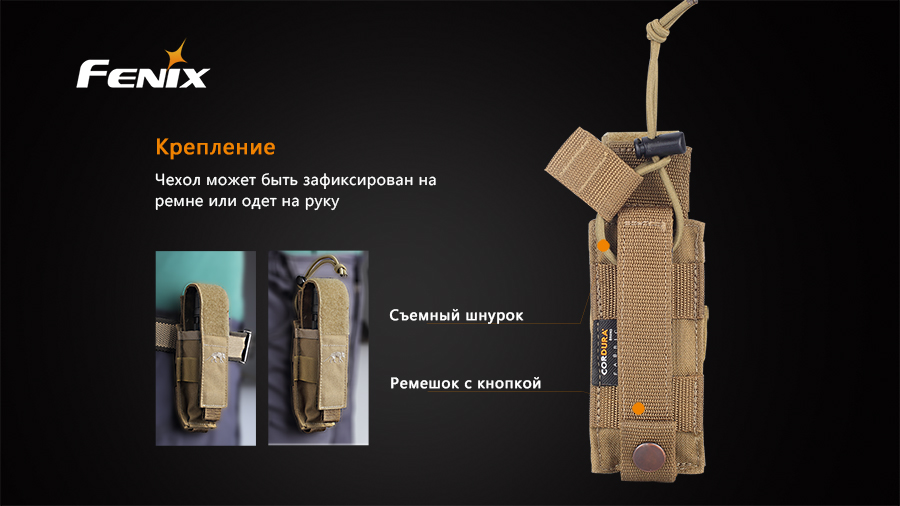 FENIX
Крепление
Чехол может быть зафиксирован на
ремне или одет на руку
Съемный шнурок
Ремешок с кнопкой
CORDURA
FABRIC